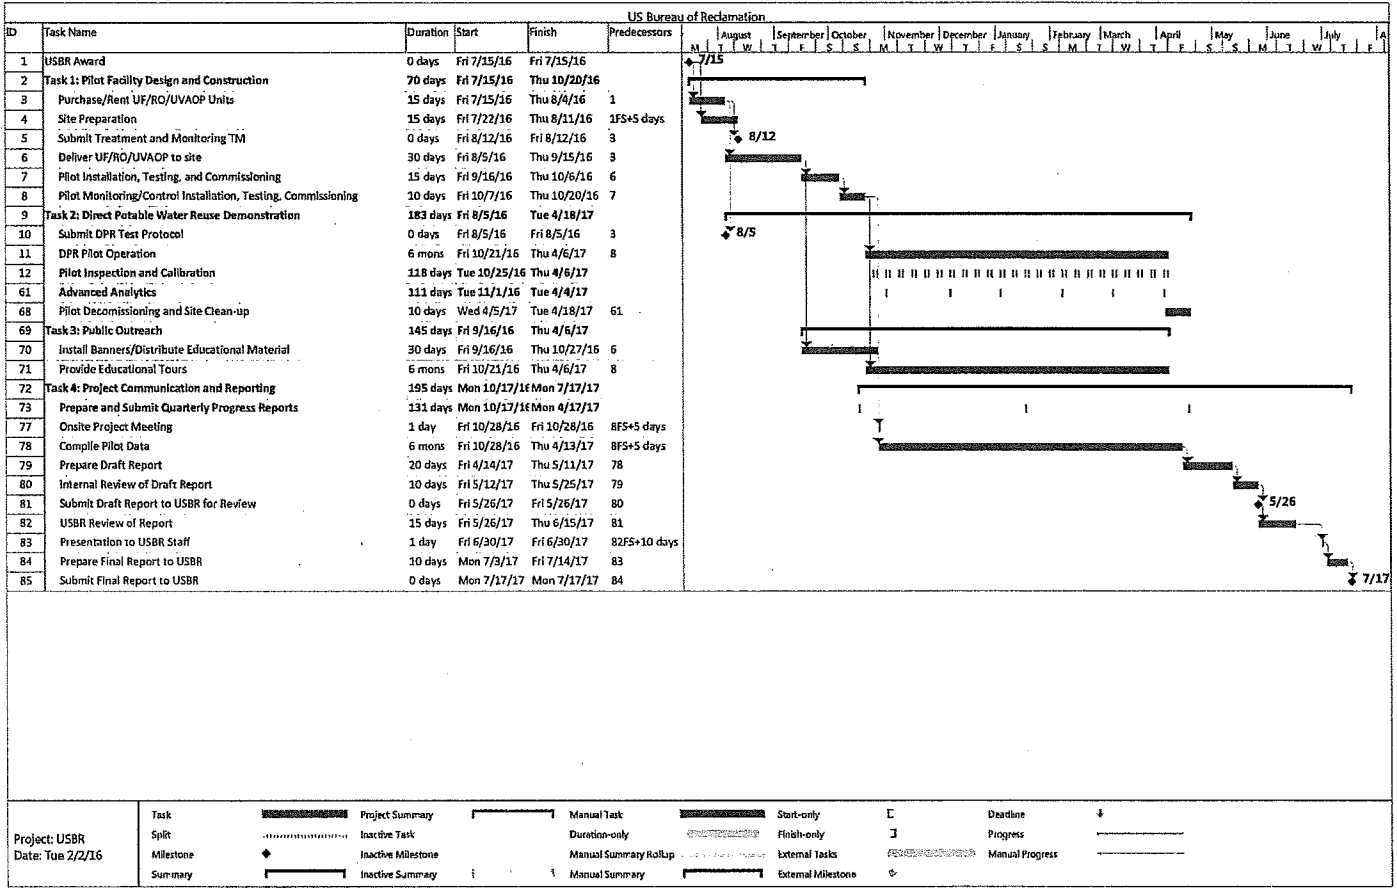 US Bureau of Reclamation
ID Task Name Duration Start Finish Predecessors
August September October November December January February March April May June July A
M T W T F S S M T W T F S S M T W T F S S M T W T F
1 USBR Award 0 days Fri 7/15/16 Fri 7/15/16 7/15
2 Task 1: Pilot Facility Design and Construction 70 days Fri 7/15/16 Thu 10/20/16
3 Purchase/Rent UF/RO/UVAOP Units 15 days Fri 7/15/16 Thu 8/4/16 1
4 Site Preparation 15 days Fri 7/22/16 Thu 8/11/16 1FS+5 days
5 Submit Treatment and Monitoring TM 0 days Fri 8/12/16 Fri 8/12/16 3 8/12
6 Deliver UF/RO/UVAOP to site 30 days Fri 8/5/16 Thu 9/15/16 3
7 Pilot Installation, Testing, and Commissioning 15 days Fri 9/16/16 Thu 10/6/16 6
8 Pilot Monitoring/Control Installation, Testing, Commissioning 10 days Fri 10/7/16 Thu 10/20/16 7
9 Task 2: Direct Potable Water Reuse Demonstration 183 days Fri 8/5/16 Tue 4/18/17
10 Submit DPR Test Protocol 0 days Fri 8/5/16 Fri 8/5/16 3 8/5
11 DPR Pilot Operation 6 mons Fri 10/21/16 Thu 4/6/17 8
12 Pilot Inspection and Calibration 118 days Tue 10/25/16 Thu 4/6/17
61 Advanced Analytics 111 days Tue 11/1/16 Tue 4/4/17
68 Pilot Decomissioning and Site Clean-up 10 days Wed 4/5/17 Tue 4/18/17 61
69 Task 3: Public Outreach 145 days Fri 9/16/16 Thu 4/6/17
70 Install Banners/Distribute Educational Material 30 days Fri 9/16/16 Thu 10/27/16 6
71 Provide Educational Tours 6 mons Fri 10/21/16 Thu 4/6/17 8
72 Task 4: Project Communication and Reporting 195 days Mon 10/17/16 Mon 7/17/17
73 Prepare and Submit Quarterly Progress Reports 131 days Mon 10/17/16 Mon 4/17/17
77 Onsite Project Meeting 1 day Fri 10/28/16 Fri 10/28/16 8FS+5 days
78 Compile Pilot Data 6 mons Fri 10/28/16 Thu 4/13/17 8FS+5 days
79 Prepare Draft Report 20 days Fri 4/14/17 Thu 5/11/17 78
80 Internal Review of Draft Report 10 days Fri 5/12/17 Thu 5/25/17 79
81 Submit Draft Report to USBR for Review 0 days Fri 5/26/17 Fri 5/26/17 80 5/26
82 USBR Review of Report 15 days Fri 5/26/17 Thu 6/15/17 81
83 Presentation to USBR Staff 1 day Fri 6/30/17 Fri 6/30/17 82FS+10 days
84 Prepare Final Report to USBR 10 days Mon 7/3/17 Fri 7/14/17 83
85 Submit Final Report to USBR 0 days Mon 7/17/17 Mon 7/17/17 84 7/17
Project: USBR
Date: Tue 2/2/16
Task Project Summary Manual Task Start-only Deadline
Split Inactive Task Duration-only Finish-only Progress
Milestone Inactive Milestone Manual Summary Rollup External Tasks Manual Progress
Summary Inactive Summary Manual Summary External Milestone